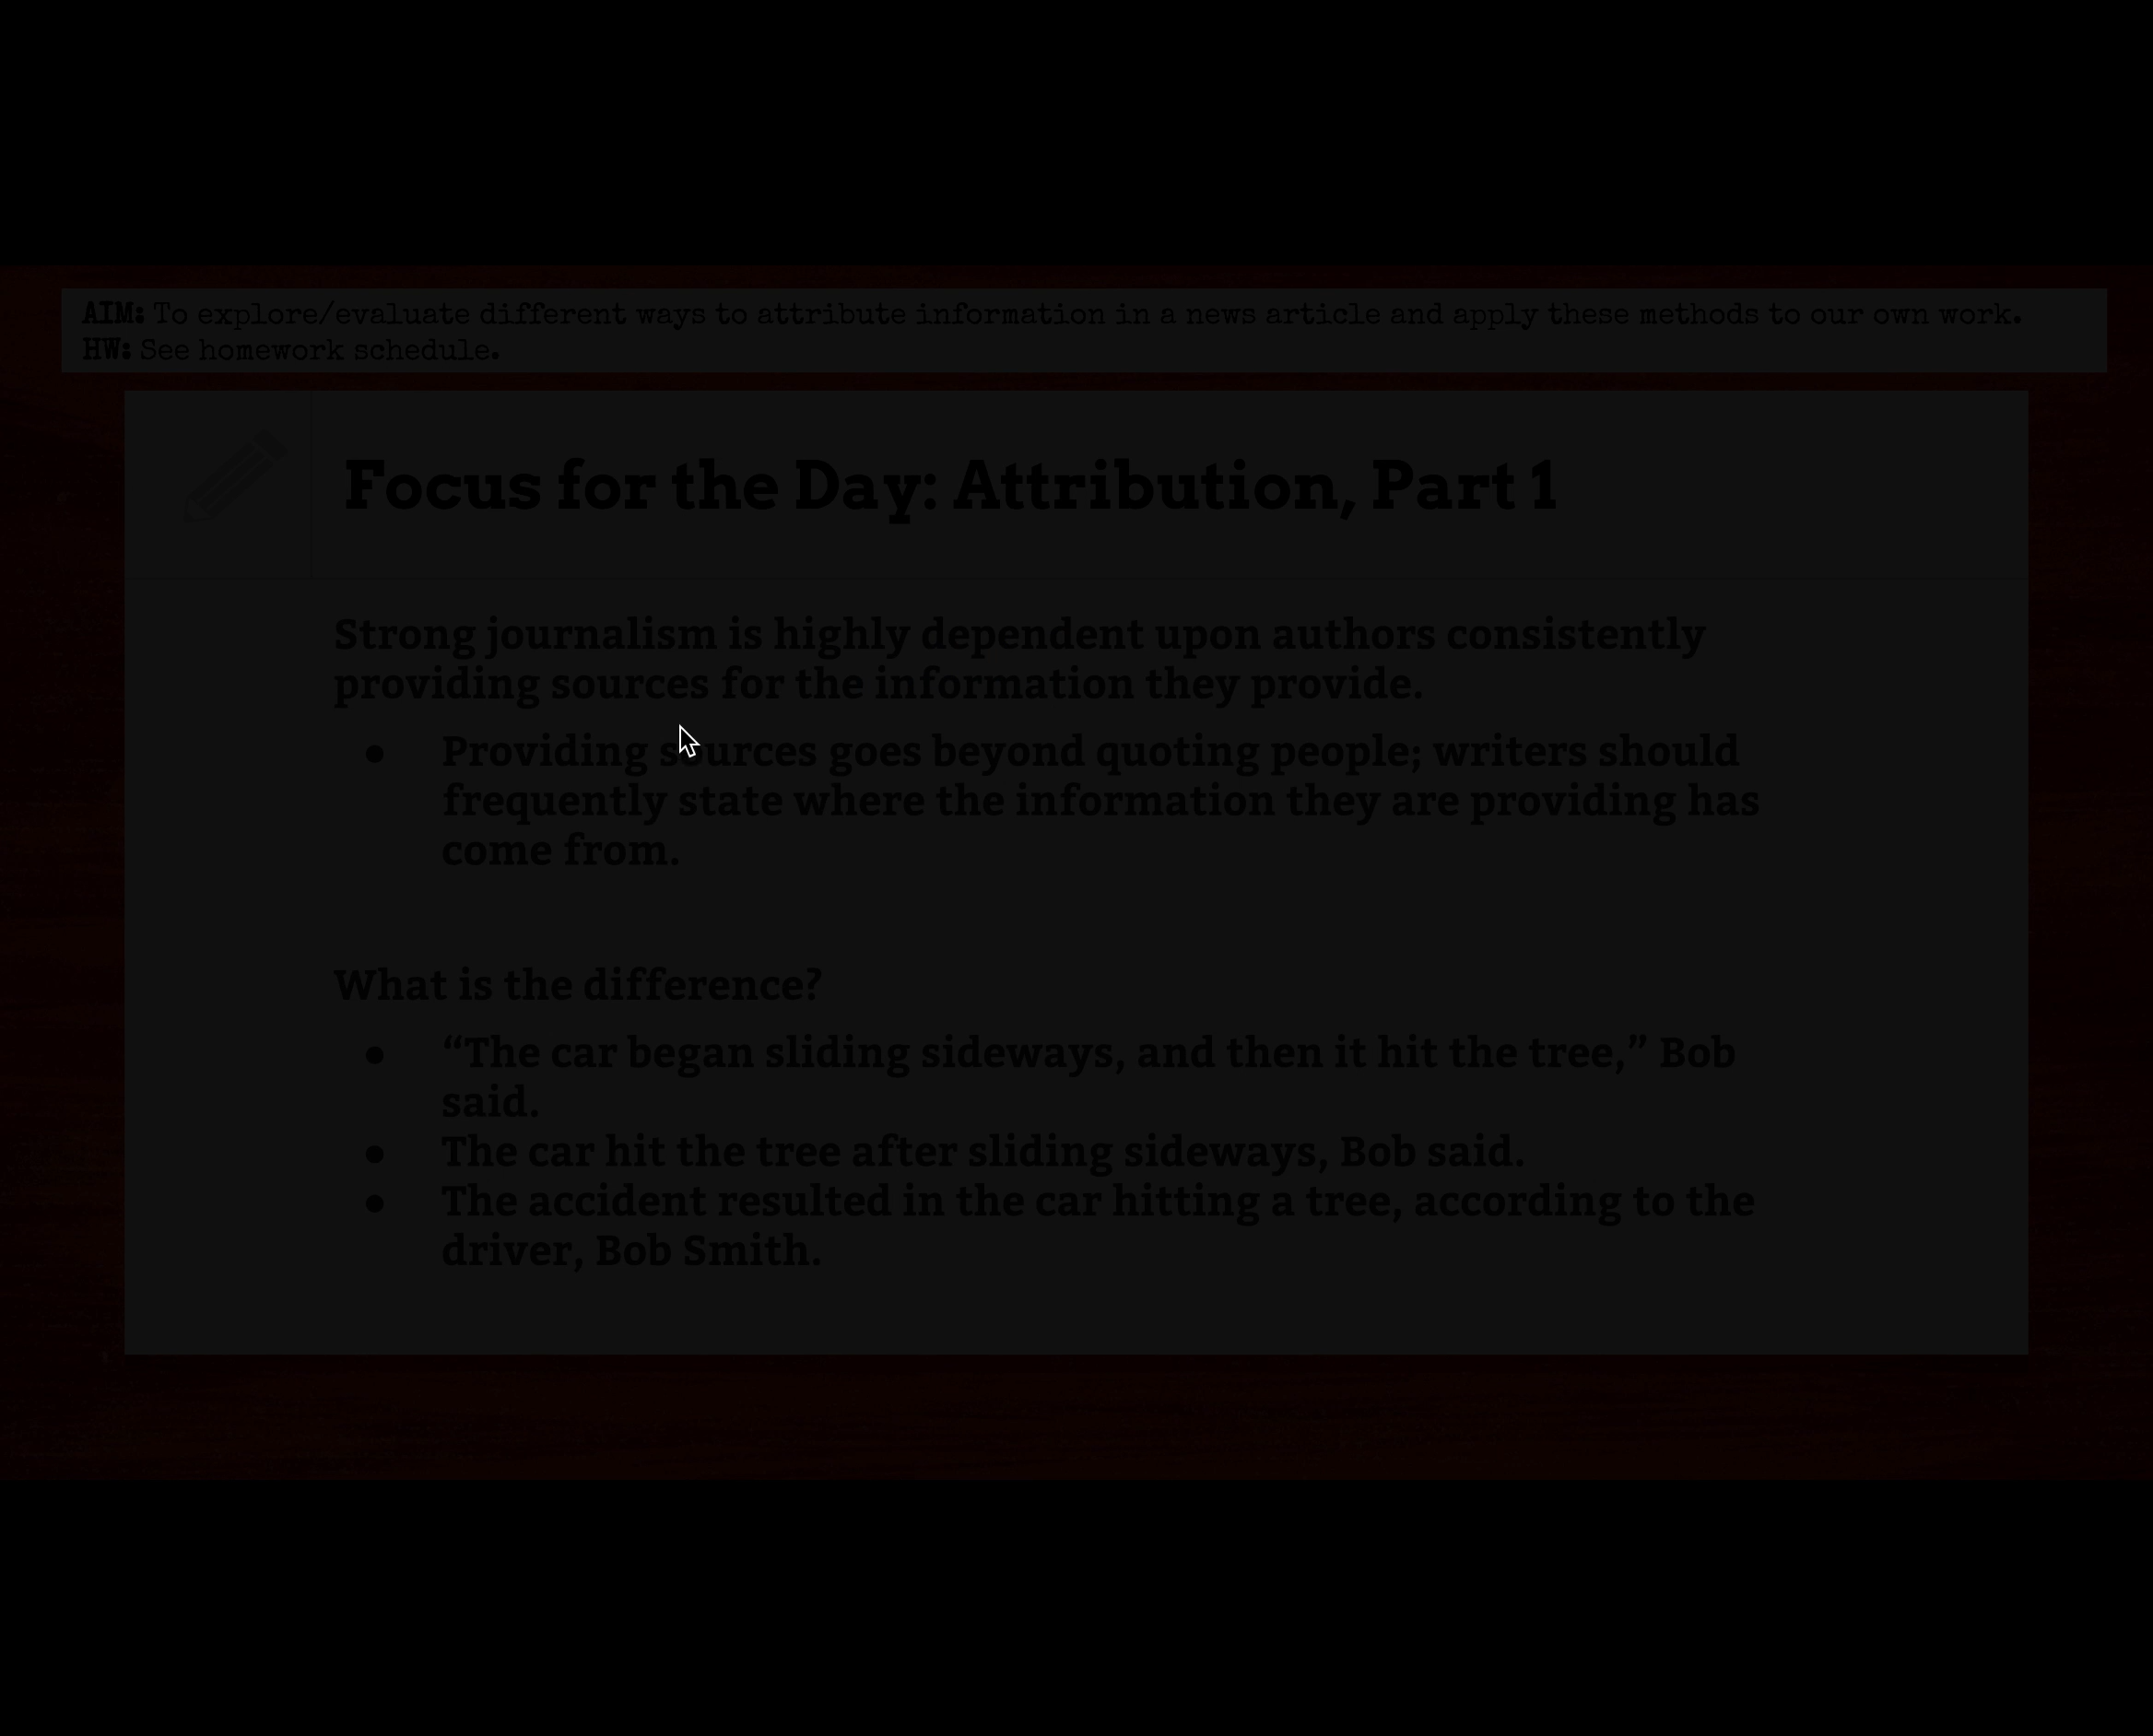 AIM: To explore/evaluate different ways to attribute information in a news article and apply these methods to our own work.
HW: See homework schedule.
Focus for the Day: Attribution, Part 1
Strong journalism is highly dependent upon authors consistently
providing sources for the information they provide.
● Providing sources goes beyond quoting people; writers should
frequently state where the information they are providing has
come from.
What is the difference?
● “The car began sliding sideways, and then it hit the tree,” Bob
said.
● The car hit the tree after sliding sideways, Bob said.
● The accident resulted in the car hitting a tree, according to the
driver, Bob Smith.